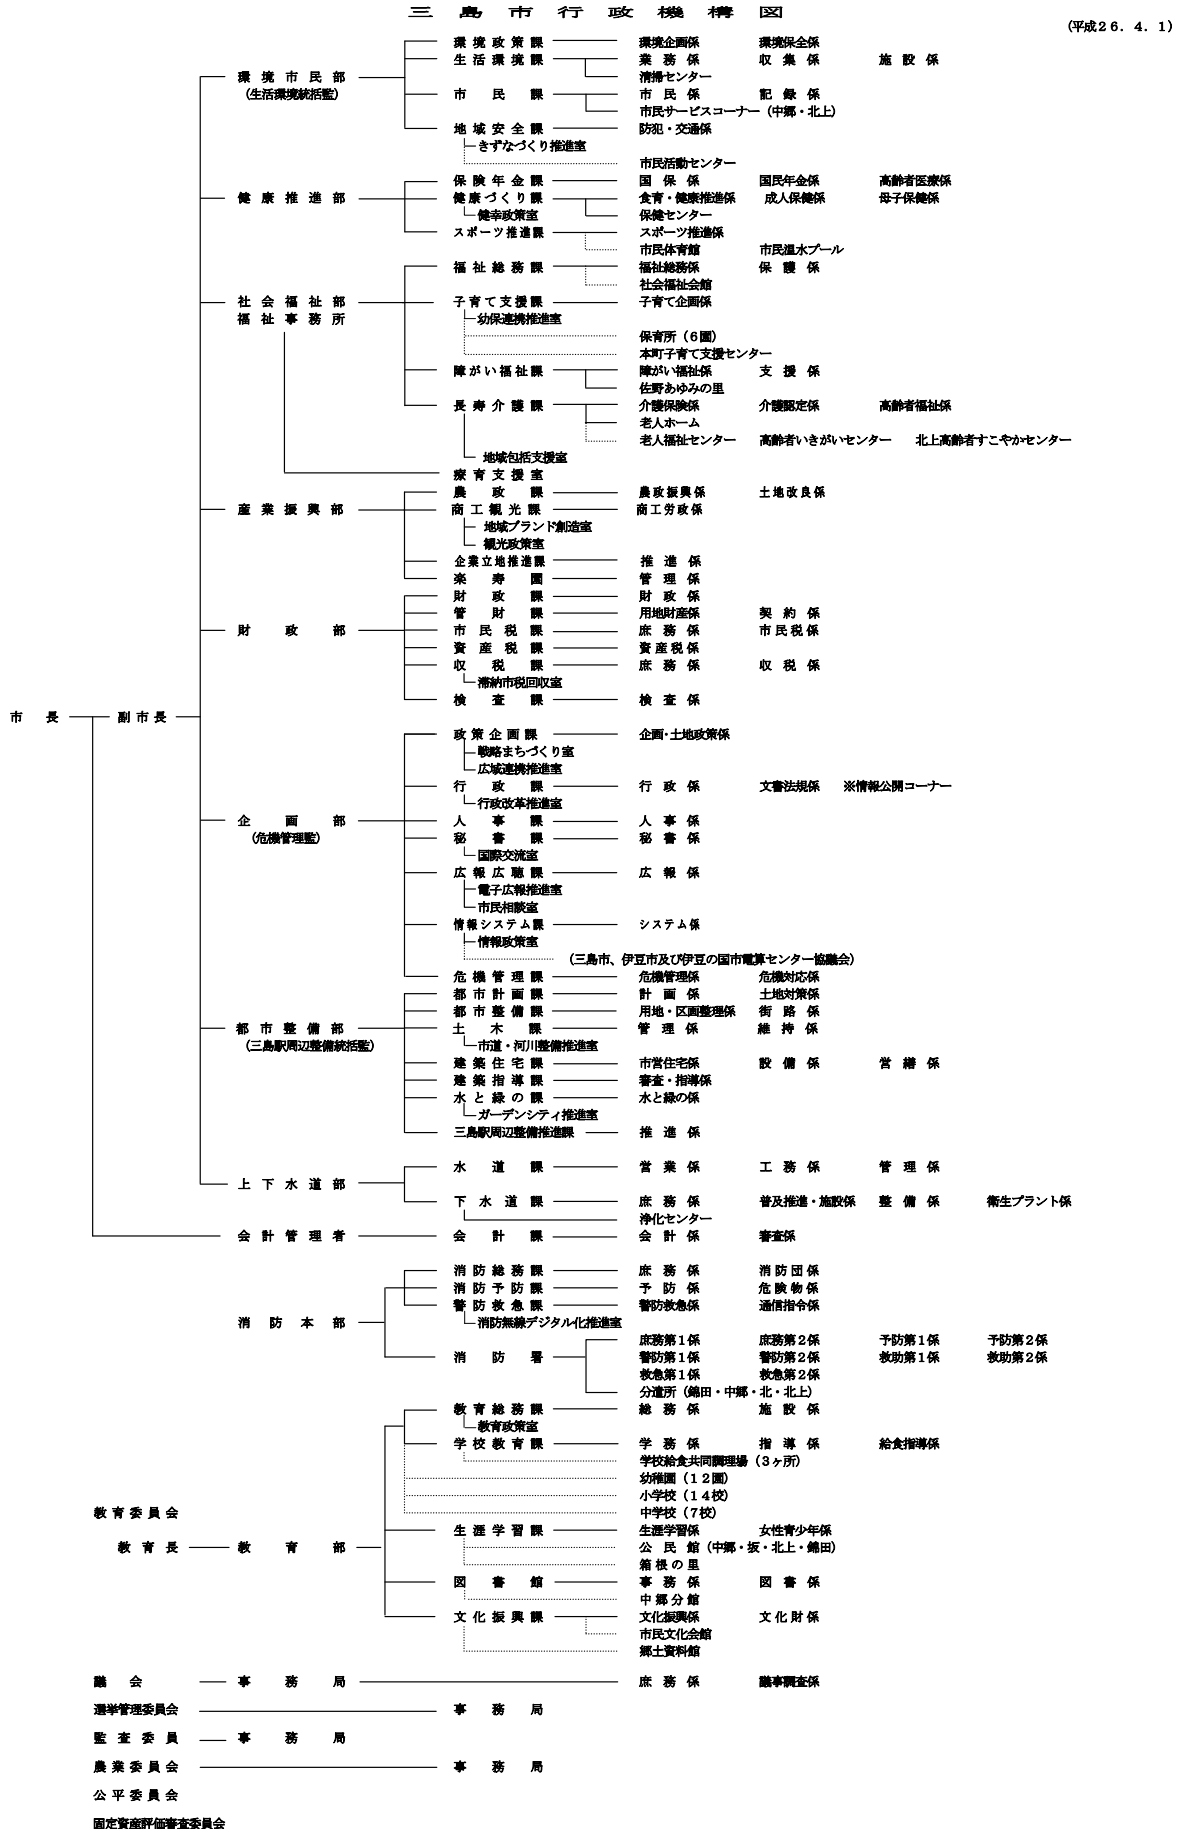 三島市行政機構図
(平成26.4.1)
環境政策課 環境企画係 環境保全係
生活環境課 業務係 収集係 施設係
環境市民部 清掃センター
(生活環境統括監) 市民課 市民係 記録係
市民サービスコーナー(中郷・北上)
地域安全課 防犯・交通係
きずなづくり推進室
市民活動センター
保険年金課 国保係 国民年金係 高齢者医療係
健康推進部 健康づくり課 食育・健康推進係 成人保健係 母子保健係
健幸政策室 保健センター
スポーツ推進課 スポーツ推進係
市民体育館 市民温水プール
福祉総務課 福祉総務係 保護係
社会福祉会館
社会福祉部 子育て支援課 子育て企画係
福祉事務所 幼保連携推進室
保育所(6園)
本町子育て支援センター
障がい福祉課 障がい福祉係 支援係
佐野あゆみの里
長寿介護課 介護保険係 介護認定係 高齢者福祉係
老人ホーム
老人福祉センター 高齢者いきがいセンター 北上高齢者すこやかセンター
地域包括支援室
療育支援室
農政課 農政振興係 土地改良係
産業振興部 商工観光課 商工労政係
地域ブランド創造室
観光政策室
企業立地推進課 推進係
楽寿園 管理係
財政課 財政係
管財課 用地財産係 契約係
財政部 市民税課 庶務係 市民税係
資産税課 資産税係
収税課 庶務係 収税係
滞納市税回収室
検査課 検査係
市長 副市長
政策企画課 企画・土地政策係
戦略まちづくり室
広域連携推進室
行政課 行政係 文書法規係 ※情報公開コーナー
行政改革推進室
企画部 人事課 人事係
(危機管理監) 秘書課 秘書係
国際交流室
広報広聴課 広報係
電子広報推進室
市民相談室
情報システム課 システム係
情報政策室
(三島市、伊豆市及び伊豆の国市電算センター協議会)
危機管理課 危機管理係 危機対応係
都市計画課 計画係 土地対策係
都市整備課 用地・区画整理係 街路係
都市整備部 土木課 管理係 維持係
(三島駅周辺整備統括監) 市道・河川整備推進室
建築住宅課 市営住宅係 設備係 営繕係
建築指導課 審査・指導係
水と緑の課 水と緑の係
ガーデンシティ推進室
三島駅周辺整備推進課 推進係
水道課 営業係 工務係 管理係
上下水道部
下水道課 庶務係 普及推進・施設係 整備係 衛生プラント係
浄化センター
会計管理者 会計課 会計係 審査係
消防総務課 庶務係 消防団係
消防予防課 予防係 危険物係
警防救急課 警防救急係 通信指令係
消防本部 消防無線デジタル化推進室
庶務第1係 庶務第2係 予防第1係 予防第2係
消防署 警防第1係 警防第2係 救助第1係 救助第2係
救急第1係 救急第2係
分遣所(錦田・中郷・北・北上)
教育総務課 総務係 施設係
教育政策室
学校教育課 学務係 指導係 給食指導係
学校給食共同調理場(3ヶ所)
幼稚園(12園)
小学校(14校)
教育委員会 中学校(7校)
生涯学習課 生涯学習係 女性青少年係
教育長 教育部 公民館(中郷・坂・北上・錦田)
箱根の里
図書館 事務係 図書係
中郷分館
文化振興課 文化振興係 文化財係
市民文化会館
郷土資料館
議会 事務局 庶務係 議事調査係
選挙管理委員会 事務局
監査委員 事務局
農業委員会 事務局
公平委員会
固定資産評価審査委員会